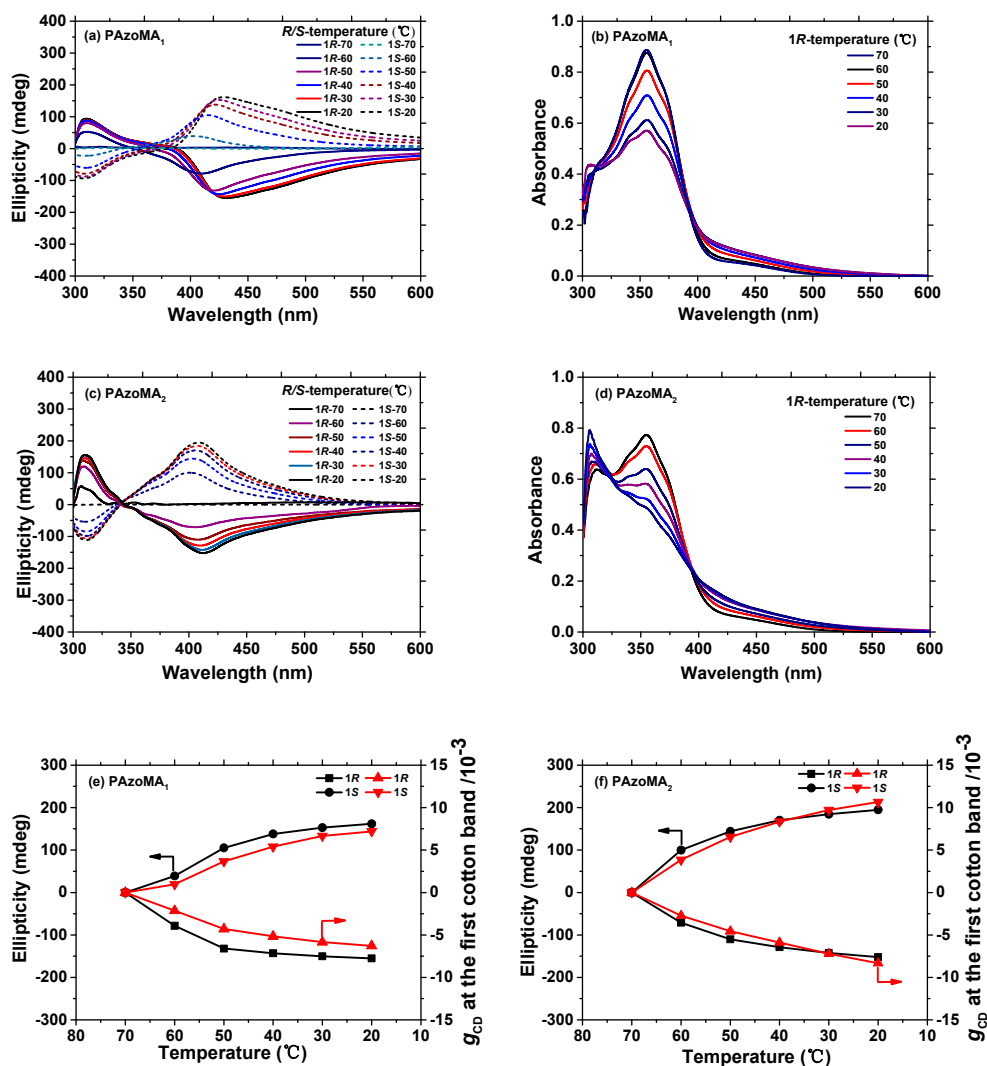 (a) PAzoMA1
R/S-temperature (℃)
1R-70 1S-70
1R-60 1S-60
1R-50 1S-50
1R-40 1S-40
1R-30 1S-30
1R-20 1S-20
400
300
200
100
0
-100
-200
-300
-400
Ellipticity (mdeg)
300 350 400 450 500 550 600
Wavelength (nm)
(b) PAzoMA1
1R-temperature (℃)
70
60
50
40
30
20
1.0
0.8
0.6
0.4
0.2
0.0
Absorbance
300 350 400 450 500 550 600
Wavelength (nm)
(c) PAzoMA2
R/S-temperature(℃)
1R-70 1S-70
1R-60 1S-60
1R-50 1S-50
1R-40 1S-40
1R-30 1S-30
1R-20 1S-20
400
300
200
100
0
-100
-200
-300
-400
Ellipticity (mdeg)
300 350 400 450 500 550 600
Wavelength (nm)
(d) PAzoMA2
1R-temperature (℃)
70
60
50
40
30
20
1.0
0.8
0.6
0.4
0.2
0.0
Absorbance
300 350 400 450 500 550 600
Wavelength (nm)
(e) PAzoMA1
1R 1R
1S 1S
300
200
100
0
-100
-200
-300
Ellipticity (mdeg)
15
10
5
0
-5
-10
-15
gCD at the first cotton band /10-3
80 70 60 50 40 30 20 10
Temperature (℃)
(f) PAzoMA2
1R 1R
1S 1S
300
200
100
0
-100
-200
-300
Ellipticity (mdeg)
15
10
5
0
-5
-10
-15
gCD at the first cotton band /10-3
80 70 60 50 40 30 20 10
Temperature (℃)